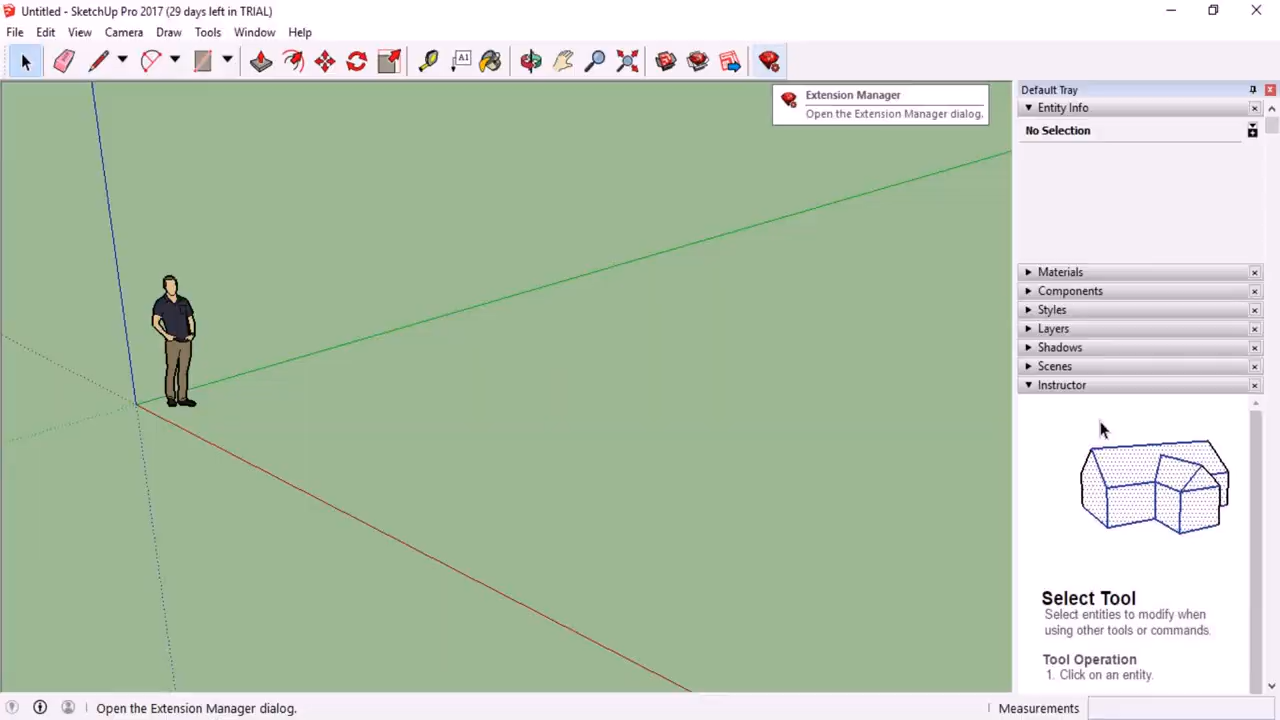 Untitled - SketchUp Pro 2017 (29 days left in TRIAL)
File Edit View Camera Draw Tools Window Help
A1
Extension Manager
Open the Extension Manager dialog.
Default Tray
Entity Info
No Selection
Materials
Components
Styles
Layers
Shadows
Scenes
Instructor
Select Tool
Select entities to modify when
using other tools or commands.
Tool Operation
1. Click on an entity.
Open the Extension Manager dialog.
Measurements